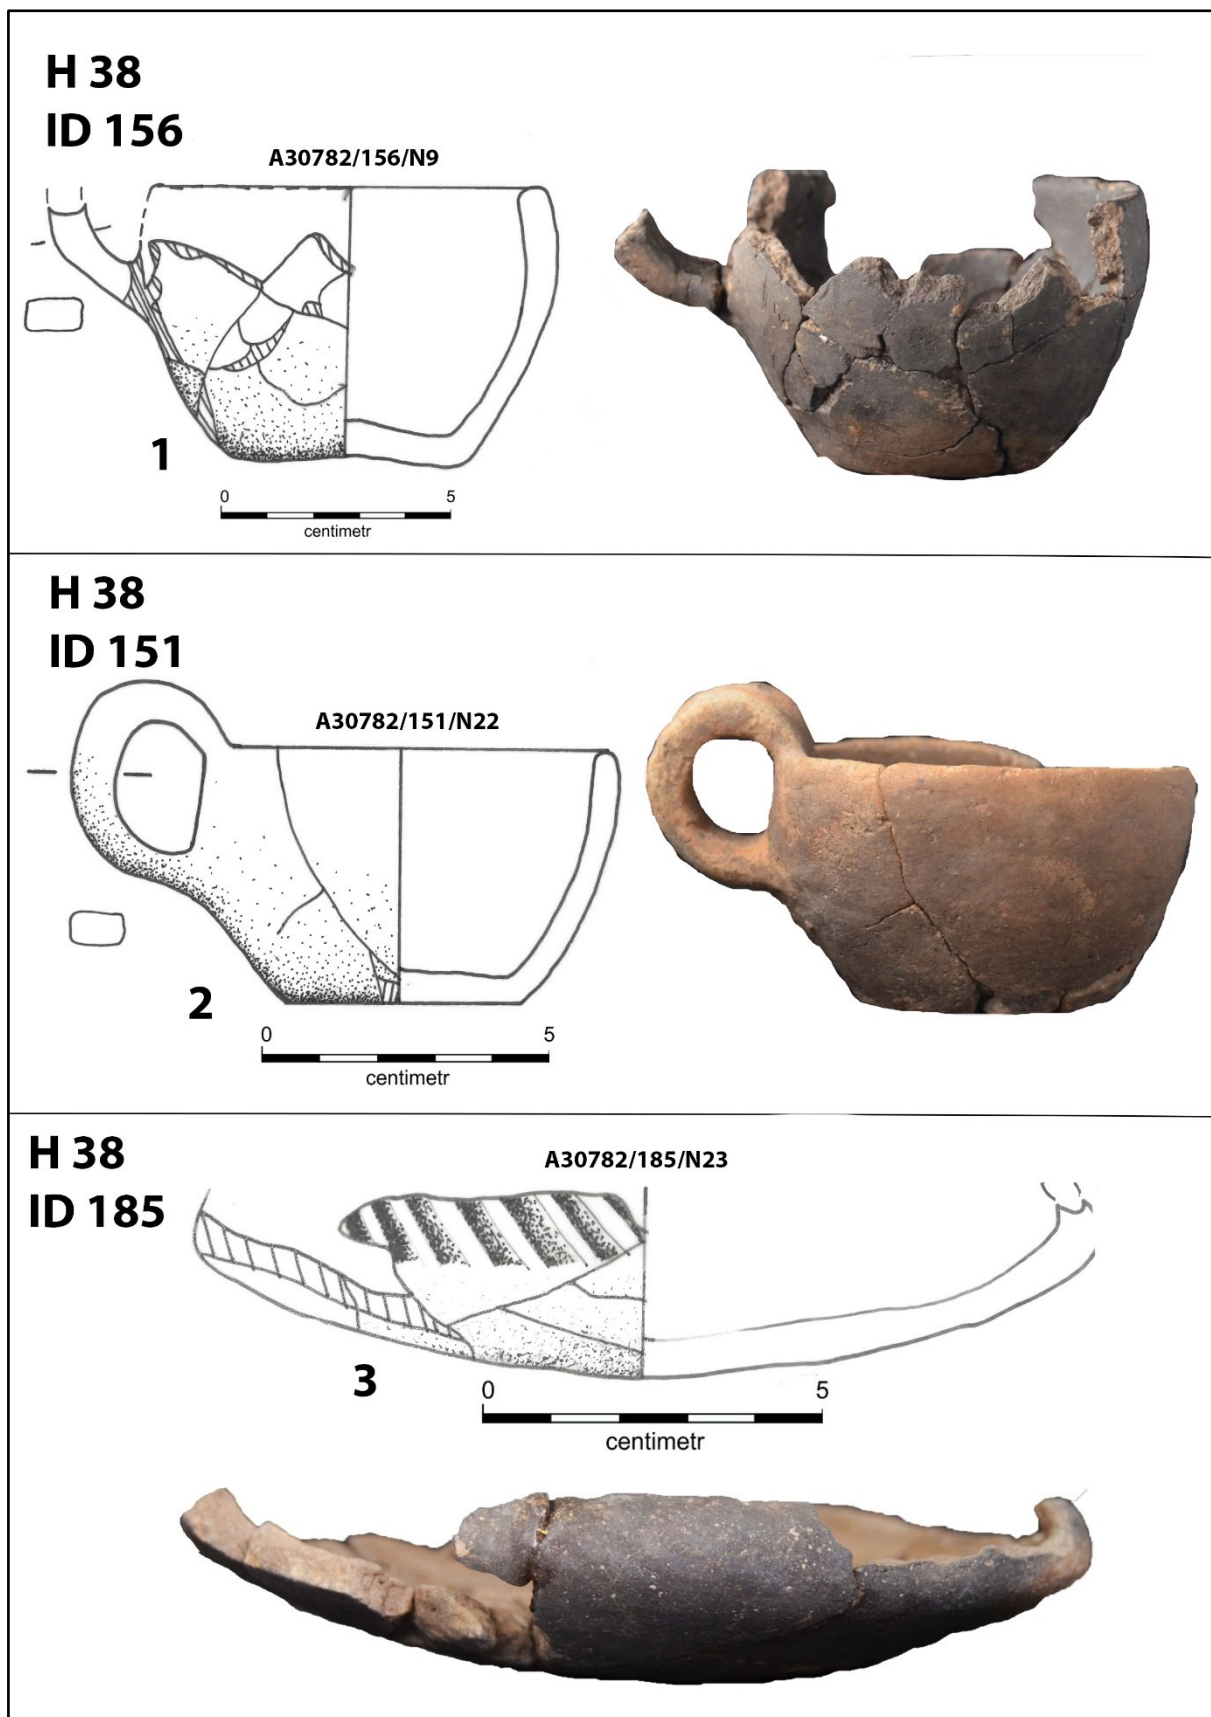 H 38
ID 156
A30782/156/N9
1
0 5
centimetr
H 38
ID 151
A30782/151/N22
2
0 5
centimetr
H 38
ID 185
A30782/185/N23
3
0 5
centimetr